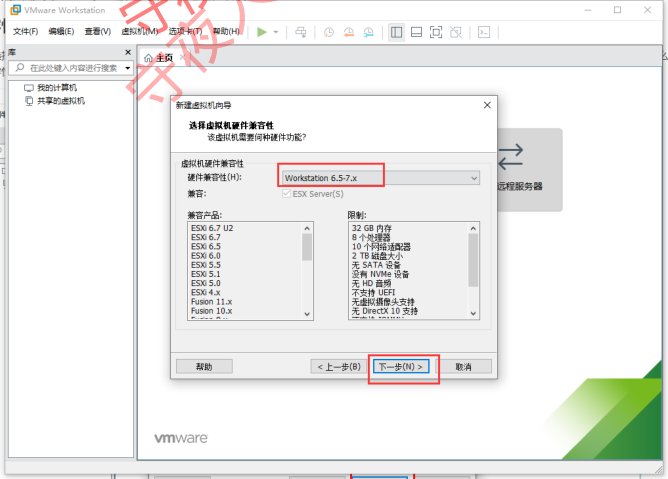 VMware Workstation
文件(F) 编辑(E) 查看(V) 虚拟机(M) 选项卡(T) 帮助(H)
库
在此处键入内容进行搜索
我的计算机
共享的虚拟机
主页
新建虚拟机向导
选择虚拟机硬件兼容性
该虚拟机需要何种硬件功能?
虚拟机硬件兼容性
硬件兼容性(H): Workstation 6.5-7.x
兼容: ESX Server(S)
兼容产品:
ESXi 6.7 U2
ESXi 6.7
ESXi 6.5
ESXi 6.0
ESXi 5.5
ESXi 5.1
ESXi 5.0
ESXi 4.x
Fusion 11.x
Fusion 10.x
限制:
32 GB 内存
8 个处理器
10 个网络适配器
2 TB 磁盘大小
无 SATA 设备
没有 NVMe 设备
无 HD 音频
不支持 UEFI
无虚拟摄像头支持
无 DirectX 10 支持
远程服务器
帮助 < 上一步(B) 下一步(N) > 取消
vmware
守夜人